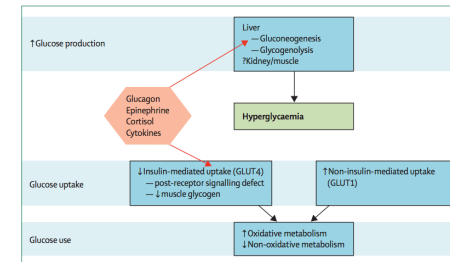 ↑Glucose production
Liver
— Gluconeogenesis
— Glycogenolysis
?Kidney/muscle
Glucagon
Epinephrine
Cortisol
Cytokines
Hyperglycaemia
Glucose uptake
↓Insulin-mediated uptake (GLUT4)
— post-receptor signalling defect
— ↓muscle glycogen
↑Non-insulin-mediated uptake
(GLUT1)
Glucose use
↑Oxidative metabolism
↓Non-oxidative metabolism